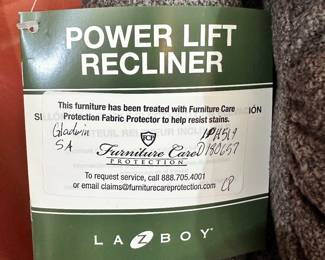 POWER LIFT
RECLINER
This furniture has been treated with Furniture Care
Protection Fabric Protector to help resist stains.
Gladwin
SA
FCP
1PH519
Furniture Care
D180657
PROTECTION
To request service, call 888.705.4001
or email claims@furniturecareprotection.com
CP
LA Z BOY®